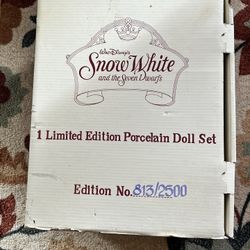 Walt Disney's
Snow White
and the Seven Dwarfs
1 Limited Edition Porcelain Doll Set
Edition No. 813/2500